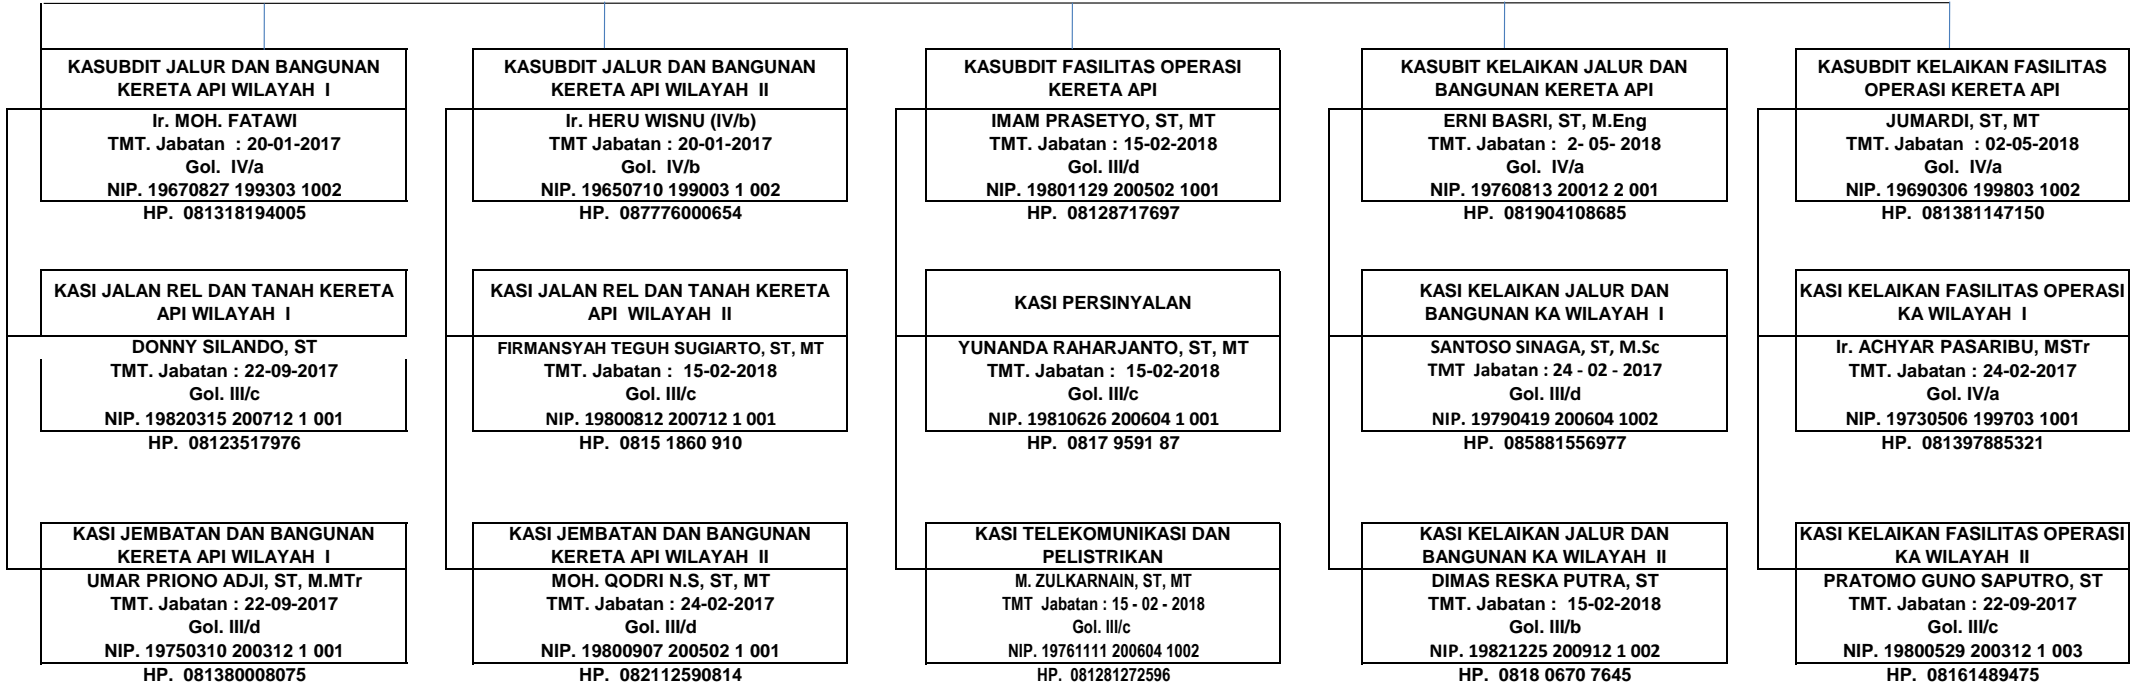 KASUBDIT JALUR DAN BANGUNAN
KERETA API WILAYAH I
Ir. MOH. FATAWI
TMT. Jabatan : 20-01-2017
Gol. IV/a
NIP. 19670827 199303 1002
HP. 081318194005
KASUBDIT JALUR DAN BANGUNAN
KERETA API WILAYAH II
Ir. HERU WISNU (IV/b)
TMT Jabatan : 20-01-2017
Gol. IV/b
NIP. 19650710 199003 1 002
HP. 087776000654
KASUBDIT FASILITAS OPERASI
KERETA API
IMAM PRASETYO, ST, MT
TMT. Jabatan : 15-02-2018
Gol. III/d
NIP. 19801129 200502 1001
HP. 08128717697
KASUBIT KELAIKAN JALUR DAN
BANGUNAN KERETA API
ERNI BASRI, ST, M.Eng
TMT. Jabatan : 2- 05- 2018
Gol. IV/a
NIP. 19760813 20012 2 001
HP. 081904108685
KASUBDIT KELAIKAN FASILITAS
OPERASI KERETA API
JUMARDI, ST, MT
TMT. Jabatan : 02-05-2018
Gol. IV/a
NIP. 19690306 199803 1002
HP. 081381147150
KASI JALAN REL DAN TANAH KERETA
API WILAYAH I
DONNY SILANDO, ST
TMT. Jabatan : 22-09-2017
Gol. III/c
NIP. 19820315 200712 1 001
HP. 08123517976
KASI JALAN REL DAN TANAH KERETA
API WILAYAH II
FIRMANSYAH TEGUH SUGIARTO, ST, MT
TMT. Jabatan : 15-02-2018
Gol. III/c
NIP. 19800812 200712 1 001
HP. 0815 1860 910
KASI PERSINYALAN
YUNANDA RAHARJANTO, ST, MT
TMT. Jabatan : 15-02-2018
Gol. III/c
NIP. 19810626 200604 1 001
HP. 0817 9591 87
KASI KELAIKAN JALUR DAN
BANGUNAN KA WILAYAH I
SANTOSO SINAGA, ST, M.Sc
TMT Jabatan : 24 - 02 - 2017
Gol. III/d
NIP. 19790419 200604 1002
HP. 085881556977
KASI KELAIKAN FASILITAS OPERASI
KA WILAYAH I
Ir. ACHYAR PASARIBU, MSTr
TMT. Jabatan : 24-02-2017
Gol. IV/a
NIP. 19730506 199703 1001
HP. 081397885321
KASI JEMBATAN DAN BANGUNAN
KERETA API WILAYAH I
UMAR PRIONO ADJI, ST, M.MTr
TMT. Jabatan : 22-09-2017
Gol. III/d
NIP. 19750310 200312 1 001
HP. 081380008075
KASI JEMBATAN DAN BANGUNAN
KERETA API WILAYAH II
MOH. QODRI N.S, ST, MT
TMT. Jabatan : 24-02-2017
Gol. III/d
NIP. 19800907 200502 1 001
HP. 082112590814
KASI TELEKOMUNIKASI DAN
PELISTRIKAN
M. ZULKARNAIN, ST, MT
TMT Jabatan : 15 - 02 - 2018
Gol. III/c
NIP. 19761111 200604 1002
HP. 081281272596
KASI KELAIKAN JALUR DAN
BANGUNAN KA WILAYAH II
DIMAS RESKA PUTRA, ST
TMT. Jabatan : 15-02-2018
Gol. III/b
NIP. 19821225 200912 1 002
HP. 0818 0670 7645
KASI KELAIKAN FASILITAS OPERASI
KA WILAYAH II
PRATOMO GUNO SAPUTRO, ST
TMT. Jabatan : 22-09-2017
Gol. III/c
NIP. 19800529 200312 1 003
HP. 08161489475